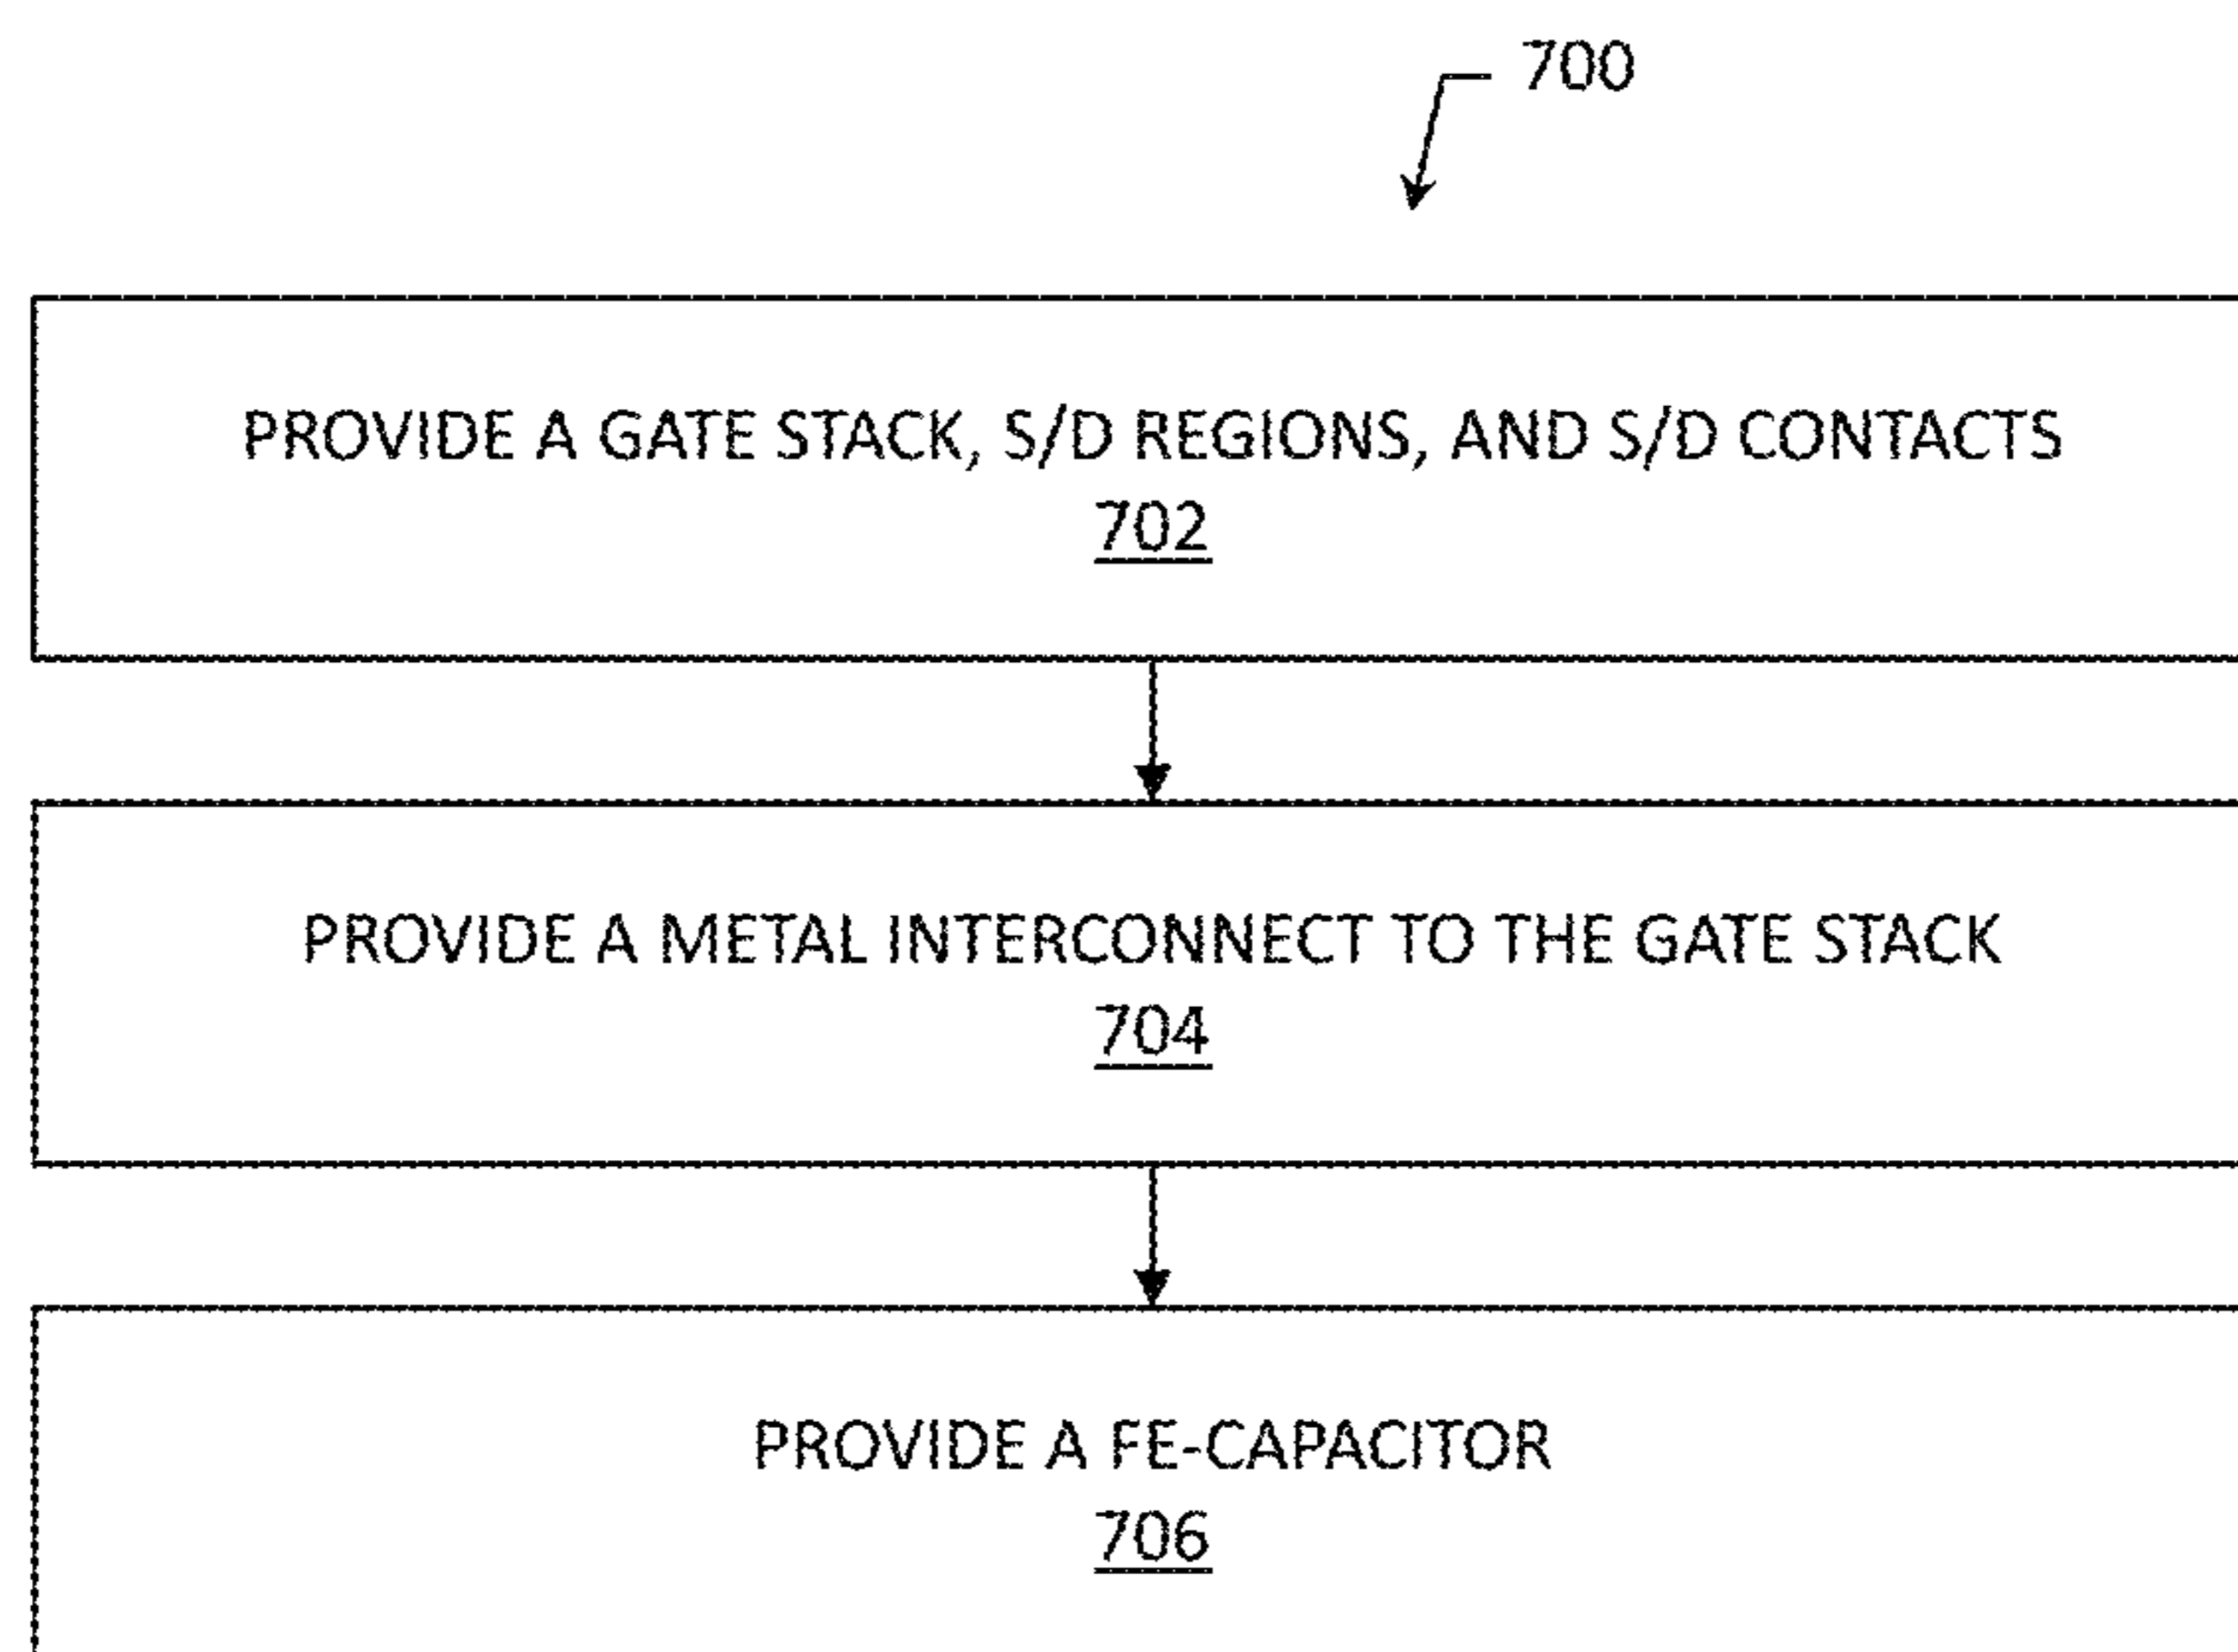 700
PROVIDE A GATE STACK, S/D REGIONS, AND S/D CONTACTS
702
PROVIDE A METAL INTERCONNECT TO THE GATE STACK
704
PROVIDE A FE-CAPACITOR
706